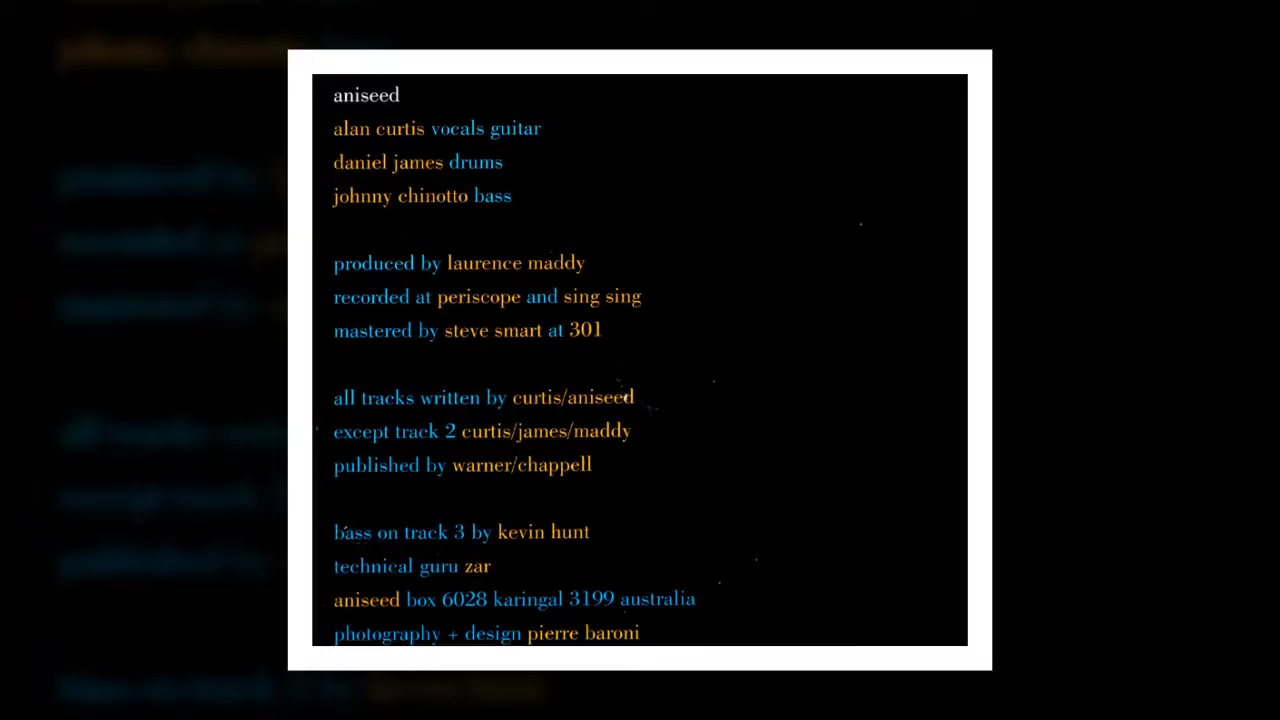 aniseed
alan curtis vocals guitar
daniel james drums
johnny chinotto bass
produced by laurence maddy
recorded at periscope and sing sing
mastered by steve smart at 301
all tracks written by curtis/aniseed
except track 2 curtis/james/maddy
published by warner/chappell
bass on track 3 by kevin hunt
technical guru zar
aniseed box 6028 karingal 3199 australia
photography + design pierre baroni